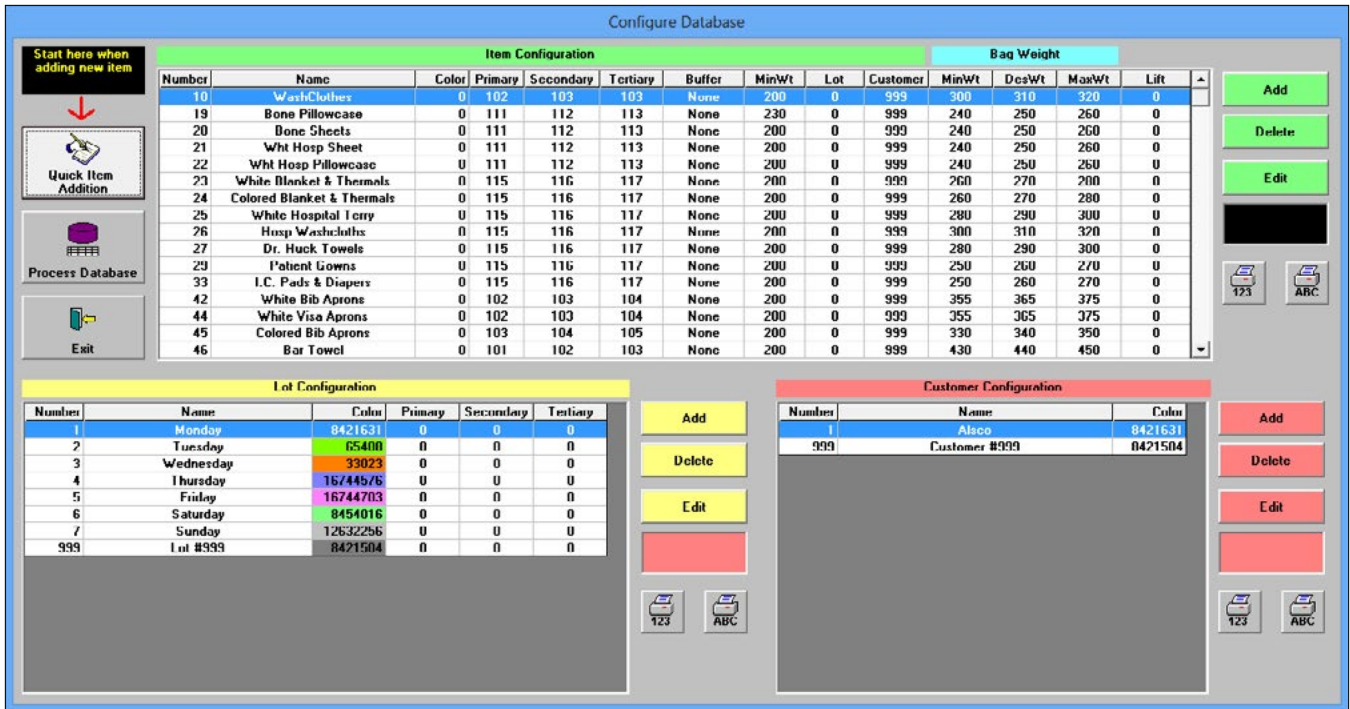 Configure Database
Start here when
adding new item
Item Configuration Bag Weight
Number Name Color Primary Secondary Tertiary Buffer MinWt Lot Customer MinWt DesWt MaxWt Lift
10 WashClothes 0 102 103 103 None 200 0 999 300 310 320 0
19 Bone Pillowcase 0 111 112 113 None 230 0 999 240 250 260 0
20 Bone Sheets 0 111 112 113 None 200 0 999 240 250 260 0
21 Wht Hosp Sheet 0 111 112 113 None 200 0 999 240 250 260 0
22 Wht Hosp Pillowcase 0 111 112 113 None 200 0 999 240 250 260 0
23 White Blanket & Thermals 0 115 116 117 None 200 0 999 260 270 280 0
24 Colored Blanket & Thermals 0 115 116 117 None 200 0 999 260 270 280 0
25 White Hospital Terry 0 115 116 117 None 200 0 999 280 290 300 0
26 Hosp Washcloths 0 115 116 117 None 200 0 999 300 310 320 0
27 Dr. Huck Towels 0 115 116 117 None 200 0 999 280 290 300 0
29 Patient Gowns 0 115 116 117 None 200 0 999 250 260 270 0
33 I.C. Pads & Diapers 0 115 116 117 None 200 0 999 250 260 270 0
42 White Bib Aprons 0 102 103 104 None 200 0 999 355 365 375 0
44 White Visa Aprons 0 102 103 104 None 200 0 999 355 365 375 0
45 Colored Bib Aprons 0 103 104 105 None 200 0 999 330 340 350 0
46 Bar Towel 0 101 102 103 None 200 0 999 430 440 450 0
Quick Item
Addition
Process Database
Exit
Add
Delete
Edit
123 ABC
Lot Configuration
Number Name Color Primary Secondary Tertiary
1 Monday 8421631 0 0 0
2 Tuesday 65408 0 0 0
3 Wednesday 33023 0 0 0
4 Thursday 16744576 0 0 0
5 Friday 16744703 0 0 0
6 Saturday 8454016 0 0 0
7 Sunday 12632256 0 0 0
999 Lot #999 8421504 0 0 0
Add
Delete
Edit
123 ABC
Customer Configuration
Number Name Color
1 Alsco 8421631
999 Customer #999 8421504
Add
Delete
Edit
123 ABC